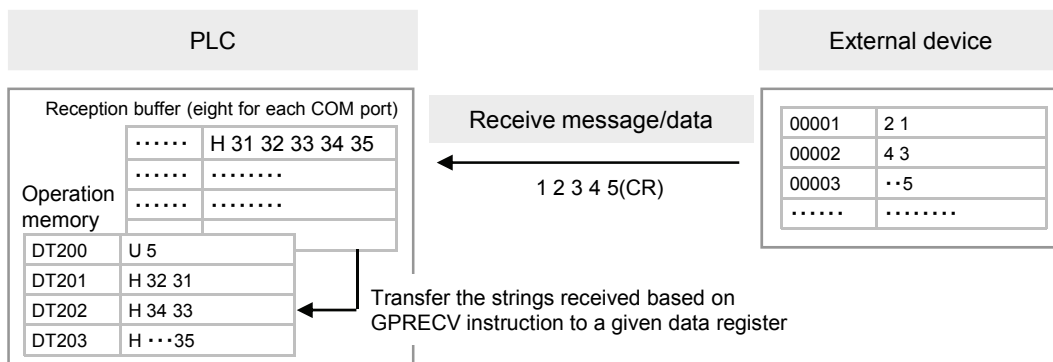 PLC
External device
Reception buffer (eight for each COM port)
······ H 31 32 33 34 35
······ ········
······ ········
Operation
memory
DT200 U 5
DT201 H 32 31
DT202 H 34 33
DT203 H ···35
Receive message/data
1 2 3 4 5(CR)
Transfer the strings received based on
GPRECV instruction to a given data register
00001 2 1
00002 4 3
00003 ··5
······ ········